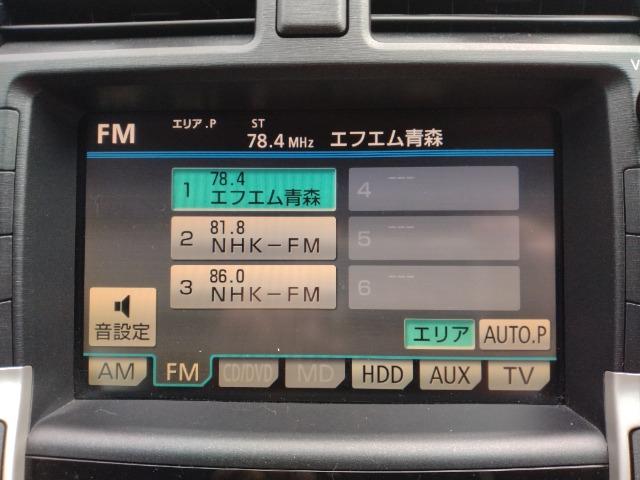 FM エリア.P ST 78.4 MHz エフエム青森
1 78.4 エフエム青森
4 ---
2 81.8 NHK-FM
5 ---
3 86.0 NHK-FM
6 ---
音設定
エリア AUTO.P
AM FM CD/DVD MD HDD AUX TV
V